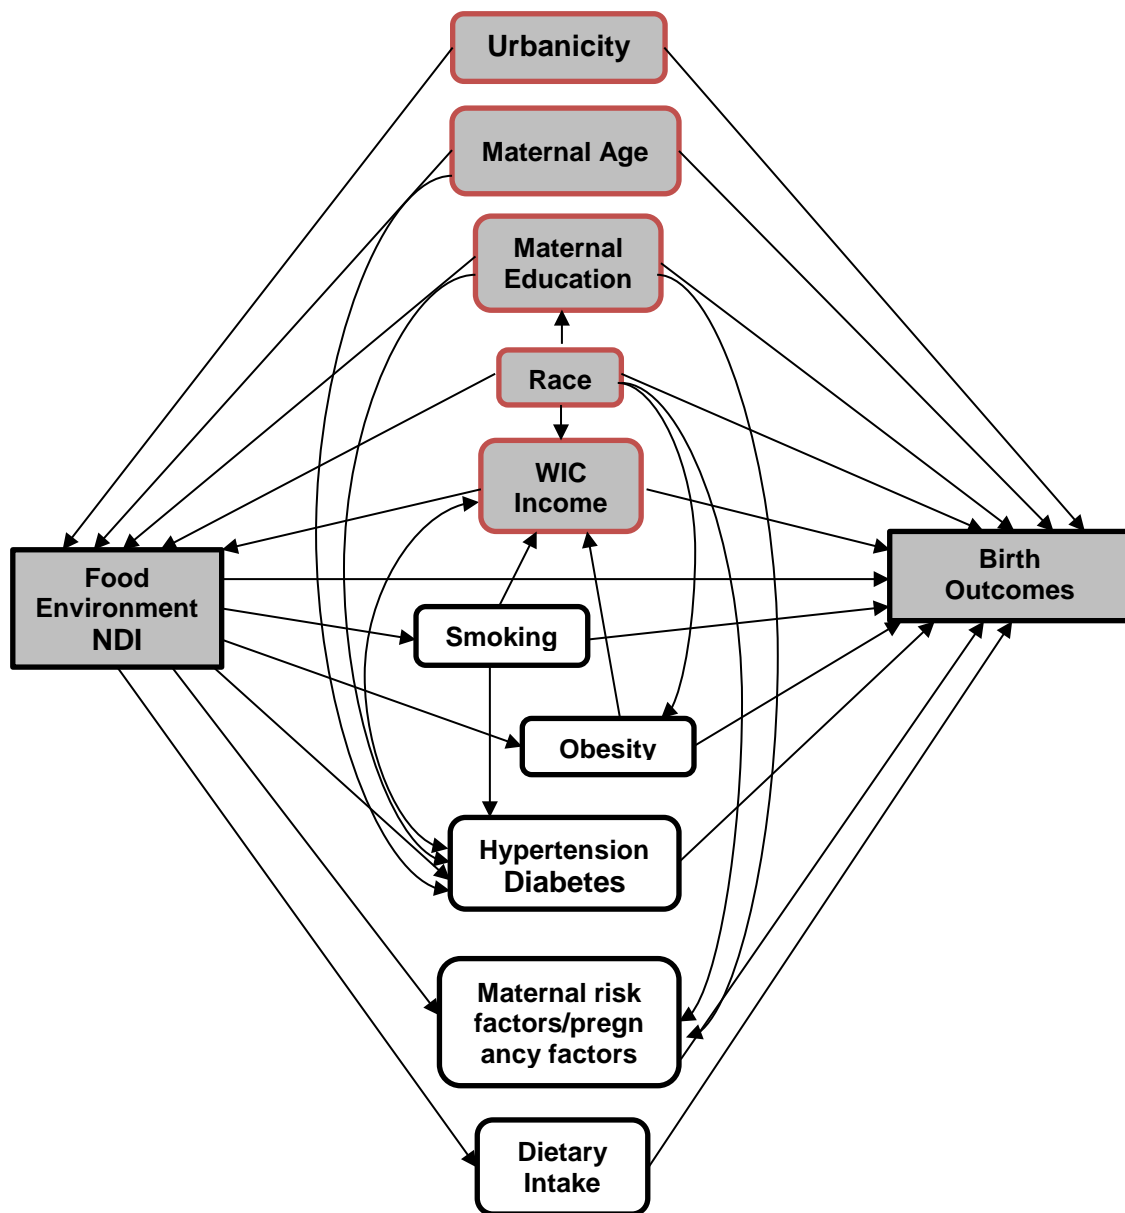 Urbanicity
Maternal Age
Maternal
Education
Race
WIC
Income
Food
Environment
NDI
Birth
Outcomes
Smoking
Obesity
Hypertension
Diabetes
Maternal risk
factors/pregn
ancy factors
Dietary
Intake